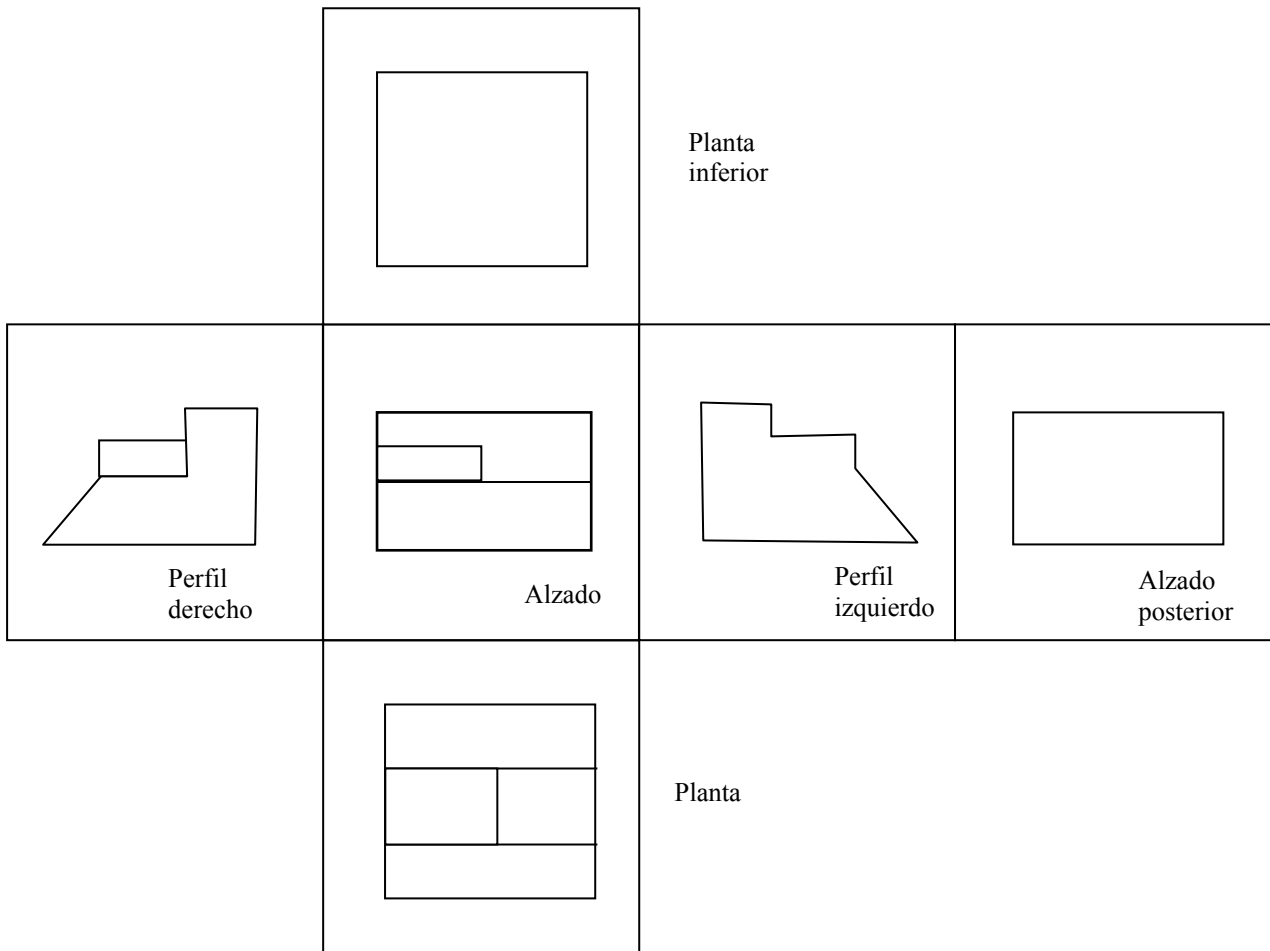 Planta
inferior
Perfil
derecho
Alzado
Perfil
izquierdo
Alzado
posterior
Planta